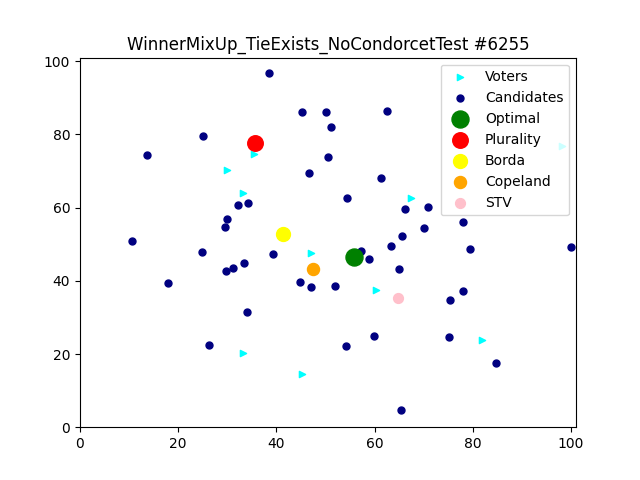 WinnerMixUp_TieExists_NoCondorcetTest #6255
100
80
60
40
20
0
0 20 40 60 80 100
Voters
Candidates
Optimal
Plurality
Borda
Copeland
STV